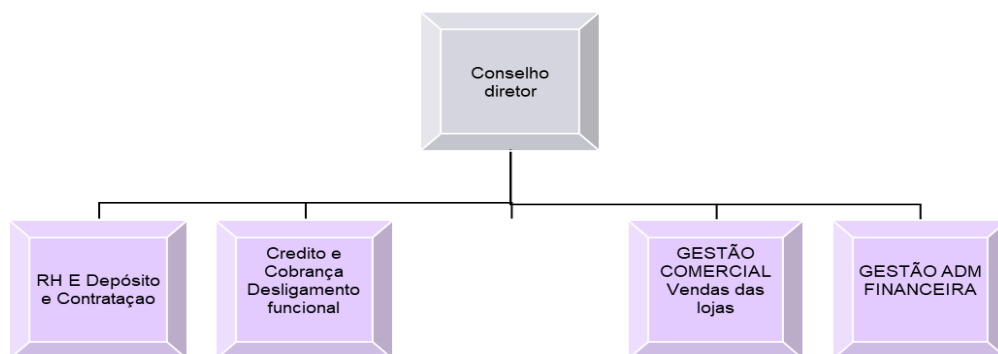 Conselho
diretor
RH E Depósito
e Contrataçao
Credito e
Cobrança
Desligamento
funcional
GESTÃO
COMERCIAL
Vendas das
lojas
GESTÃO ADM
FINANCEIRA